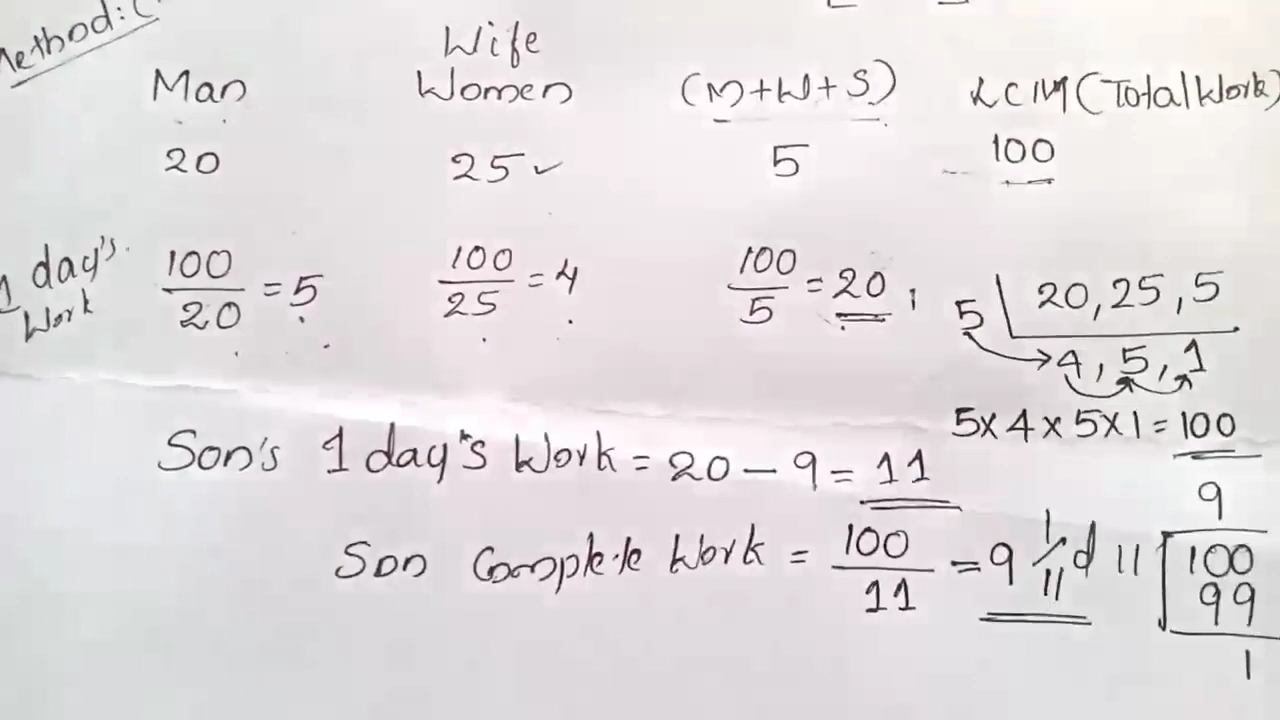 Method:(
Wife
Man Women (M+W+S) LCM(Total Work)
20 25✓ 5 100
1 day's Work 100/20 = 5 100/25 = 4 100/5 = 20,
5 | 20, 25, 5
4, 5, 1
5x4x5x1 = 100
Son's 1 day's Work = 20 - 9 = 11
Son Complete Work = 100/11 = 9 1/11 d
9
11 | 100
99
1